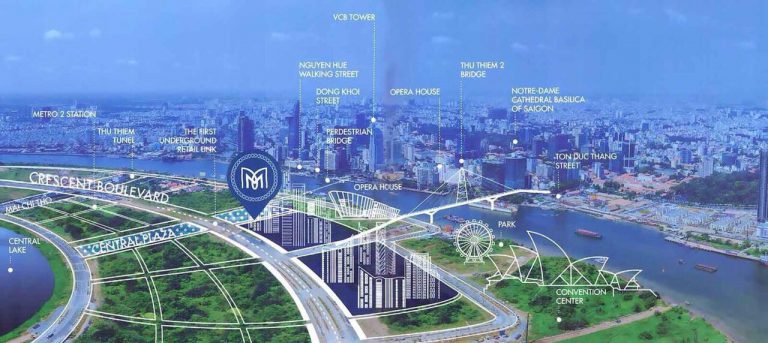 VCB TOWER
NGUYEN HUE
WALKING STREET
DONG KHOI
STREET
OPERA HOUSE
THU THIEM 2
BRIDGE
NOTRE-DAME
CATHEDRAL BASILICA
OF SAIGON
METRO 2 STATION
THU THIEM
TUNEL
THE FIRST
UNDERGROUND
RETAIL LINK
PERDESTRIAN
BRIDGE
TON DUC THANG
STREET
CRESCENT BOULEVARD
M
OPERA HOUSE
MAI CHI THO
CENTRAL PLAZA
PARK
CENTRAL
LAKE
CONVENTION
CENTER